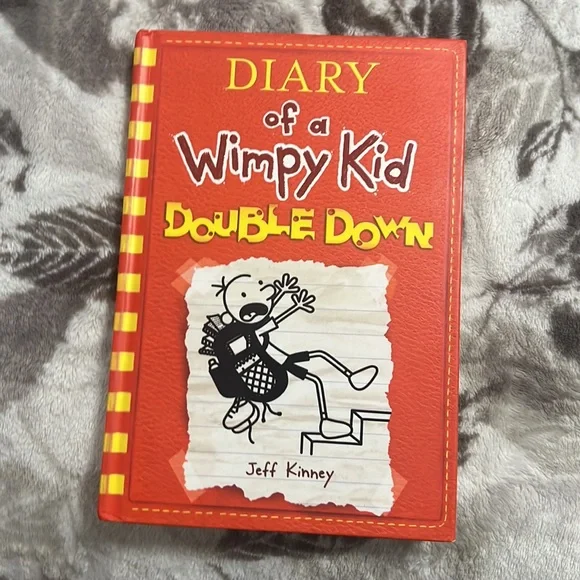 DIARY
of a
Wimpy Kid
DOUBLE DOWN
Jeff Kinney